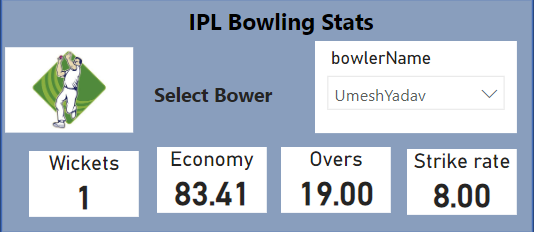 IPL Bowling Stats
bowlerName
Select Bower
UmeshYadav
Wickets
1
Economy
83.41
Overs
19.00
Strike rate
8.00